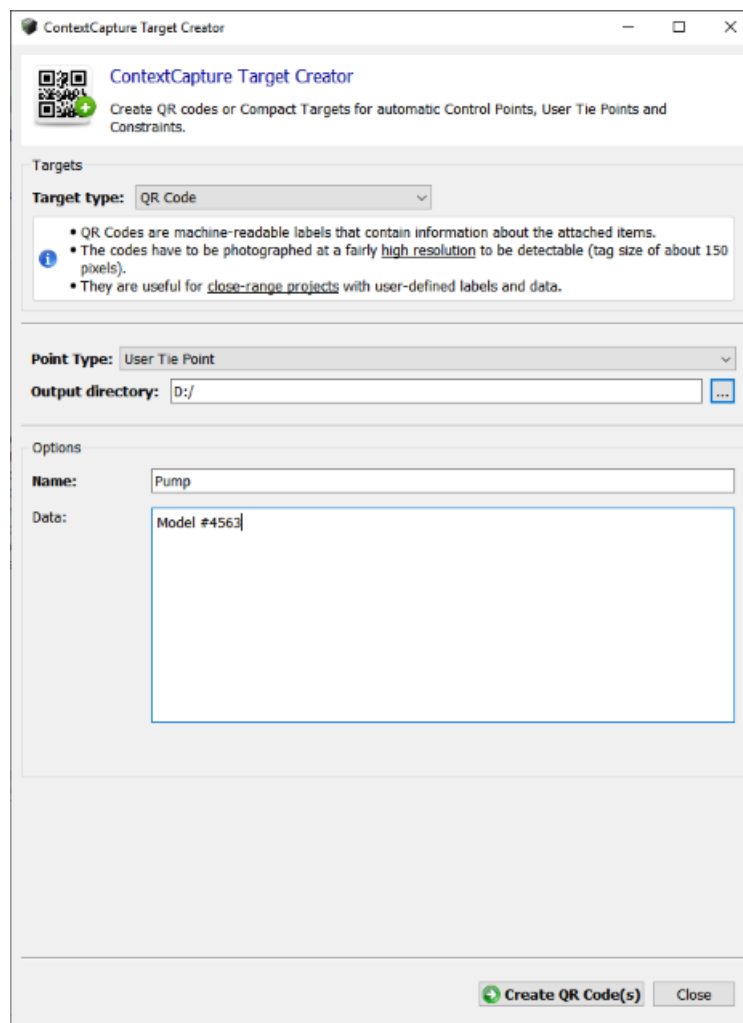 ContextCapture Target Creator
ContextCapture Target Creator
Create QR codes or Compact Targets for automatic Control Points, User Tie Points and
Constraints.
Targets
Target type: QR Code
• QR Codes are machine-readable labels that contain information about the attached items.
• The codes have to be photographed at a fairly high resolution to be detectable (tag size of about 150
pixels).
• They are useful for close-range projects with user-defined labels and data.
Point Type: User Tie Point
Output directory: D:/
...
Options
Name: Pump
Data: Model #4563
Create QR Code(s) Close